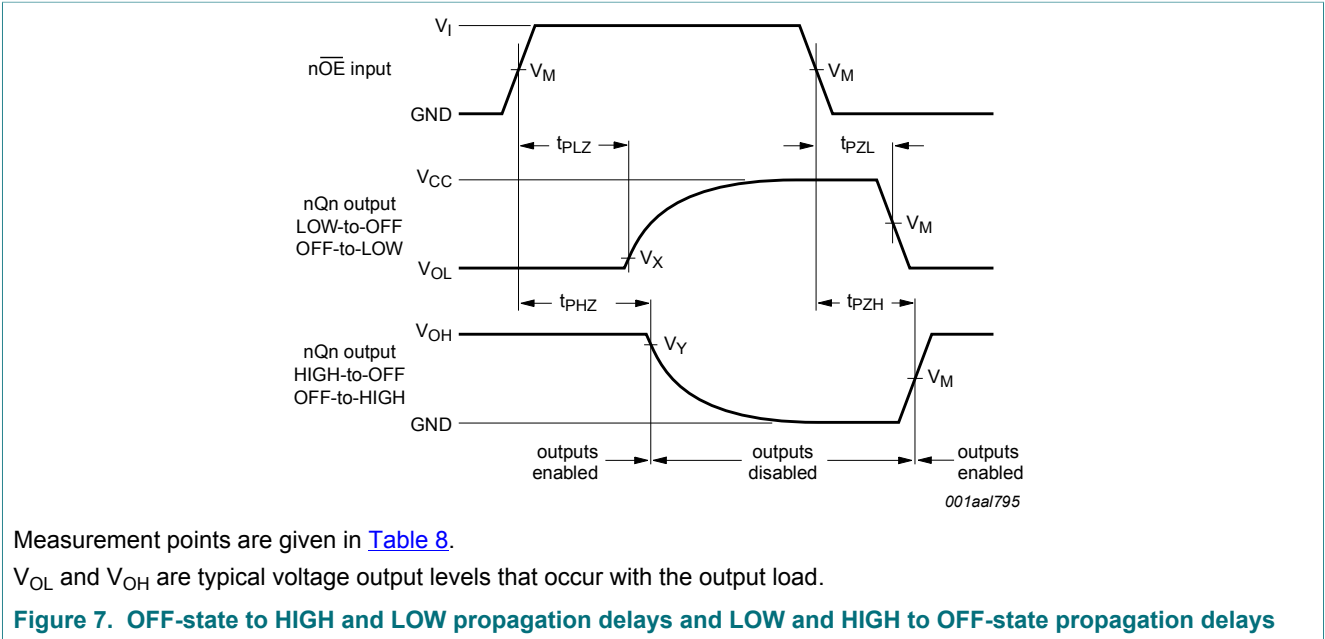 V_I
nO̅E̅ input
V_M
V_M
GND
t_PLZ
t_PZL
V_CC
nQn output
LOW-to-OFF
OFF-to-LOW
V_M
V_X
V_OL
t_PHZ
t_PZH
V_OH
V_Y
nQn output
HIGH-to-OFF
OFF-to-HIGH
V_M
GND
outputs
enabled
outputs
disabled
outputs
enabled
001aal795
Measurement points are given in Table 8.
V_OL and V_OH are typical voltage output levels that occur with the output load.
Figure 7. OFF-state to HIGH and LOW propagation delays and LOW and HIGH to OFF-state propagation delays